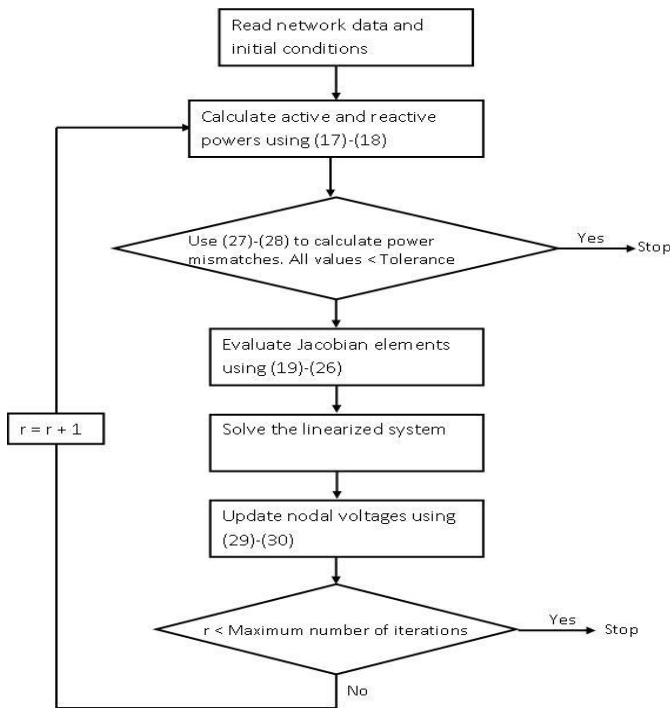 Read network data and
initial conditions
Calculate active and reactive
powers using (17)-(18)
Use (27)-(28) to calculate power
mismatches. All values < Tolerance
Yes
Stop
Evaluate Jacobian elements
using (19)-(26)
Solve the linearized system
r = r + 1
Update nodal voltages using
(29)-(30)
r < Maximum number of iterations
Yes
Stop
No